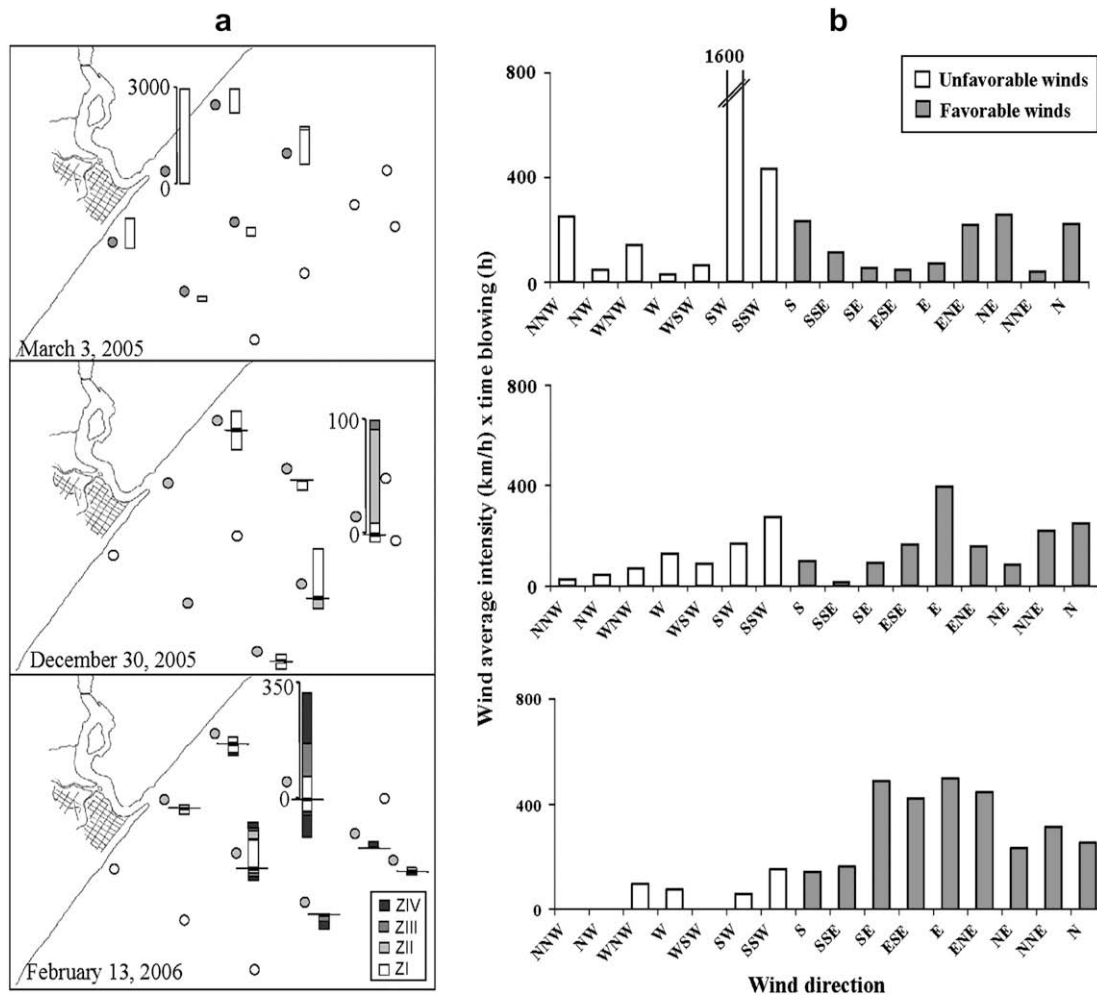 a
3000
0
March 3, 2005
100
0
December 30, 2005
350
0
ZIV
ZIII
ZII
ZI
February 13, 2006
b
Wind average intensity (km/h) x time blowing (h)
1600
800
400
0
Unfavorable winds
Favorable winds
NNW NW WNW W WSW SW SSW S SSE SE ESE E ENE NE NNE N
800
400
0
NNW NW WNW W WSW SW SSW S SSE SE ESE E ENE NE NNE N
800
400
0
NNW NW WNW W WSW SW SSW S SSE SE ESE E ENE NE NNE N
Wind direction